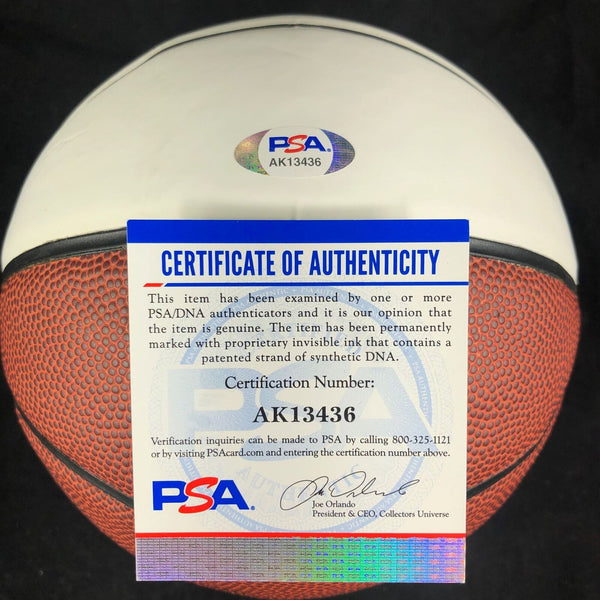 PSA
AK13436
CERTIFICATE OF AUTHENTICITY
This item has been examined by one or more
PSA/DNA authenticators and it is our opinion that
the item is genuine. The item has been permanently
marked with proprietary invisible ink that contains a
patented strand of synthetic DNA.
Certification Number:
AK13436
Verification inquiries can be made to PSA by calling 800-325-1121
or by visiting PSAcard.com and entering the certification number above.
PSA
Joe Orlando
President & CEO, Collectors Universe